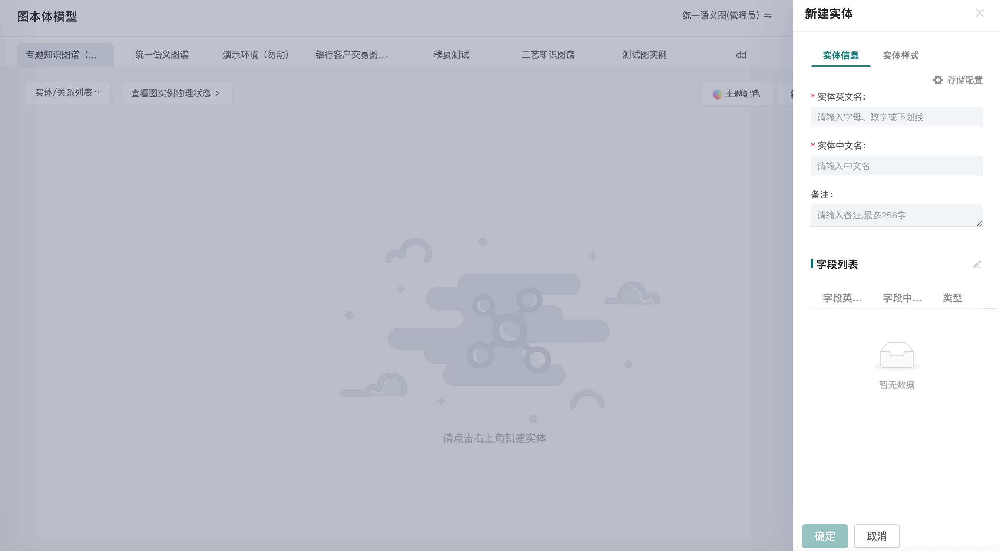 图本体模型
统一语义图(管理员)
专题知识图谱（...
统一语义图谱
演示环境（勿动）
银行客户交易图...
穆夏测试
工艺知识图谱
测试图实例
dd
实体/关系列表
查看图实例物理状态
主题配色
请点击右上角新建实体
新建实体
实体信息
实体样式
存储配置
* 实体英文名:
请输入字母、数字或下划线
* 实体中文名:
请输入中文名
备注:
请输入备注,最多256字
字段列表
字段英...
字段中...
类型
暂无数据
确定
取消